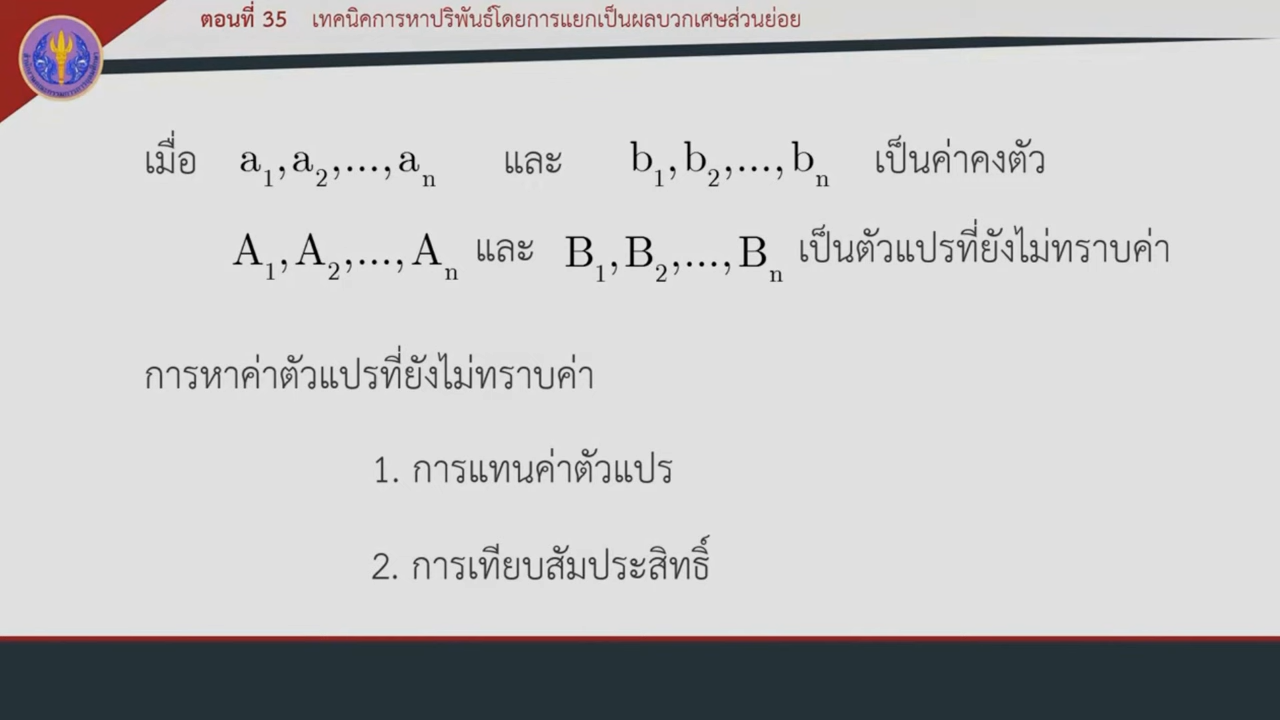 ตอนที่ 35 เทคนิคการหาปริพันธ์โดยการแยกเป็นผลบวกเศษส่วนย่อย
เมื่อ a₁,a₂,...,aₙ และ b₁,b₂,...,bₙ เป็นค่าคงตัว
A₁,A₂,...,Aₙ และ B₁,B₂,...,Bₙ เป็นตัวแปรที่ยังไม่ทราบค่า
การหาค่าตัวแปรที่ยังไม่ทราบค่า
1. การแทนค่าตัวแปร
2. การเทียบสัมประสิทธิ์